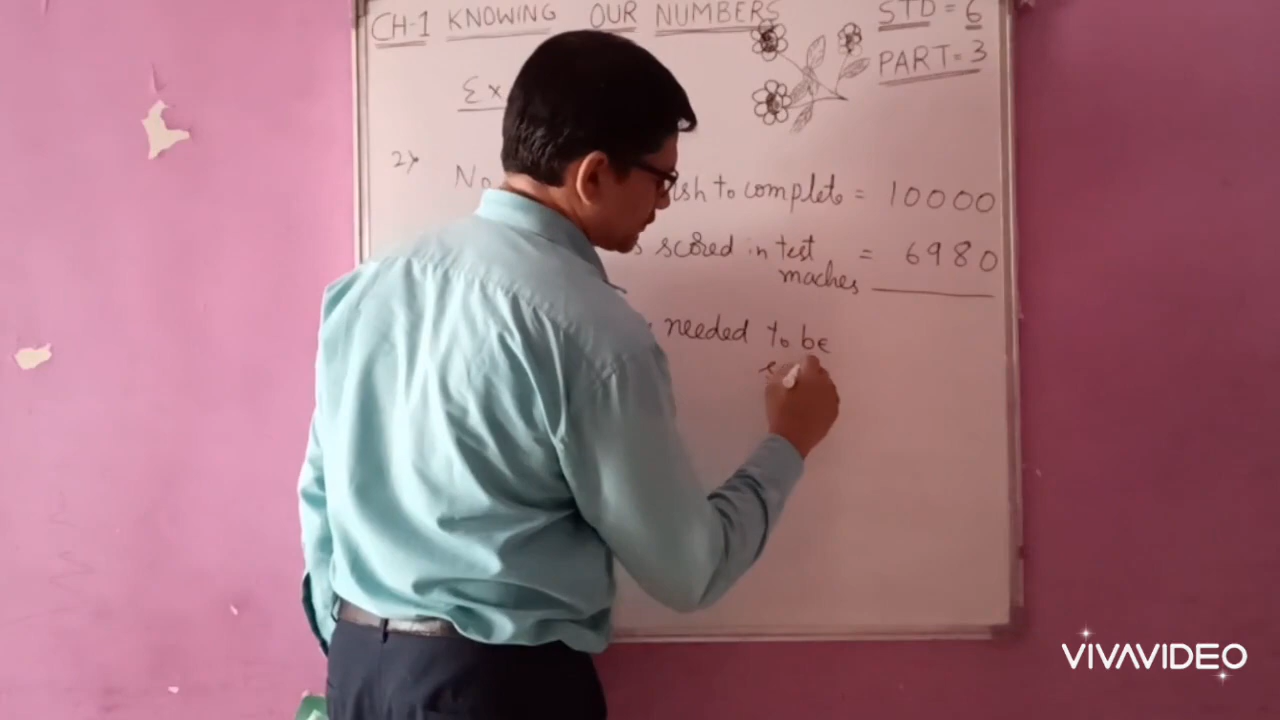 CH-1 KNOWING OUR NUMBERS
STD = 6
PART = 3
Ex
2)
No wish to complete = 10000
scored in test = 6980
maches
needed to be
VIVAVIDEO